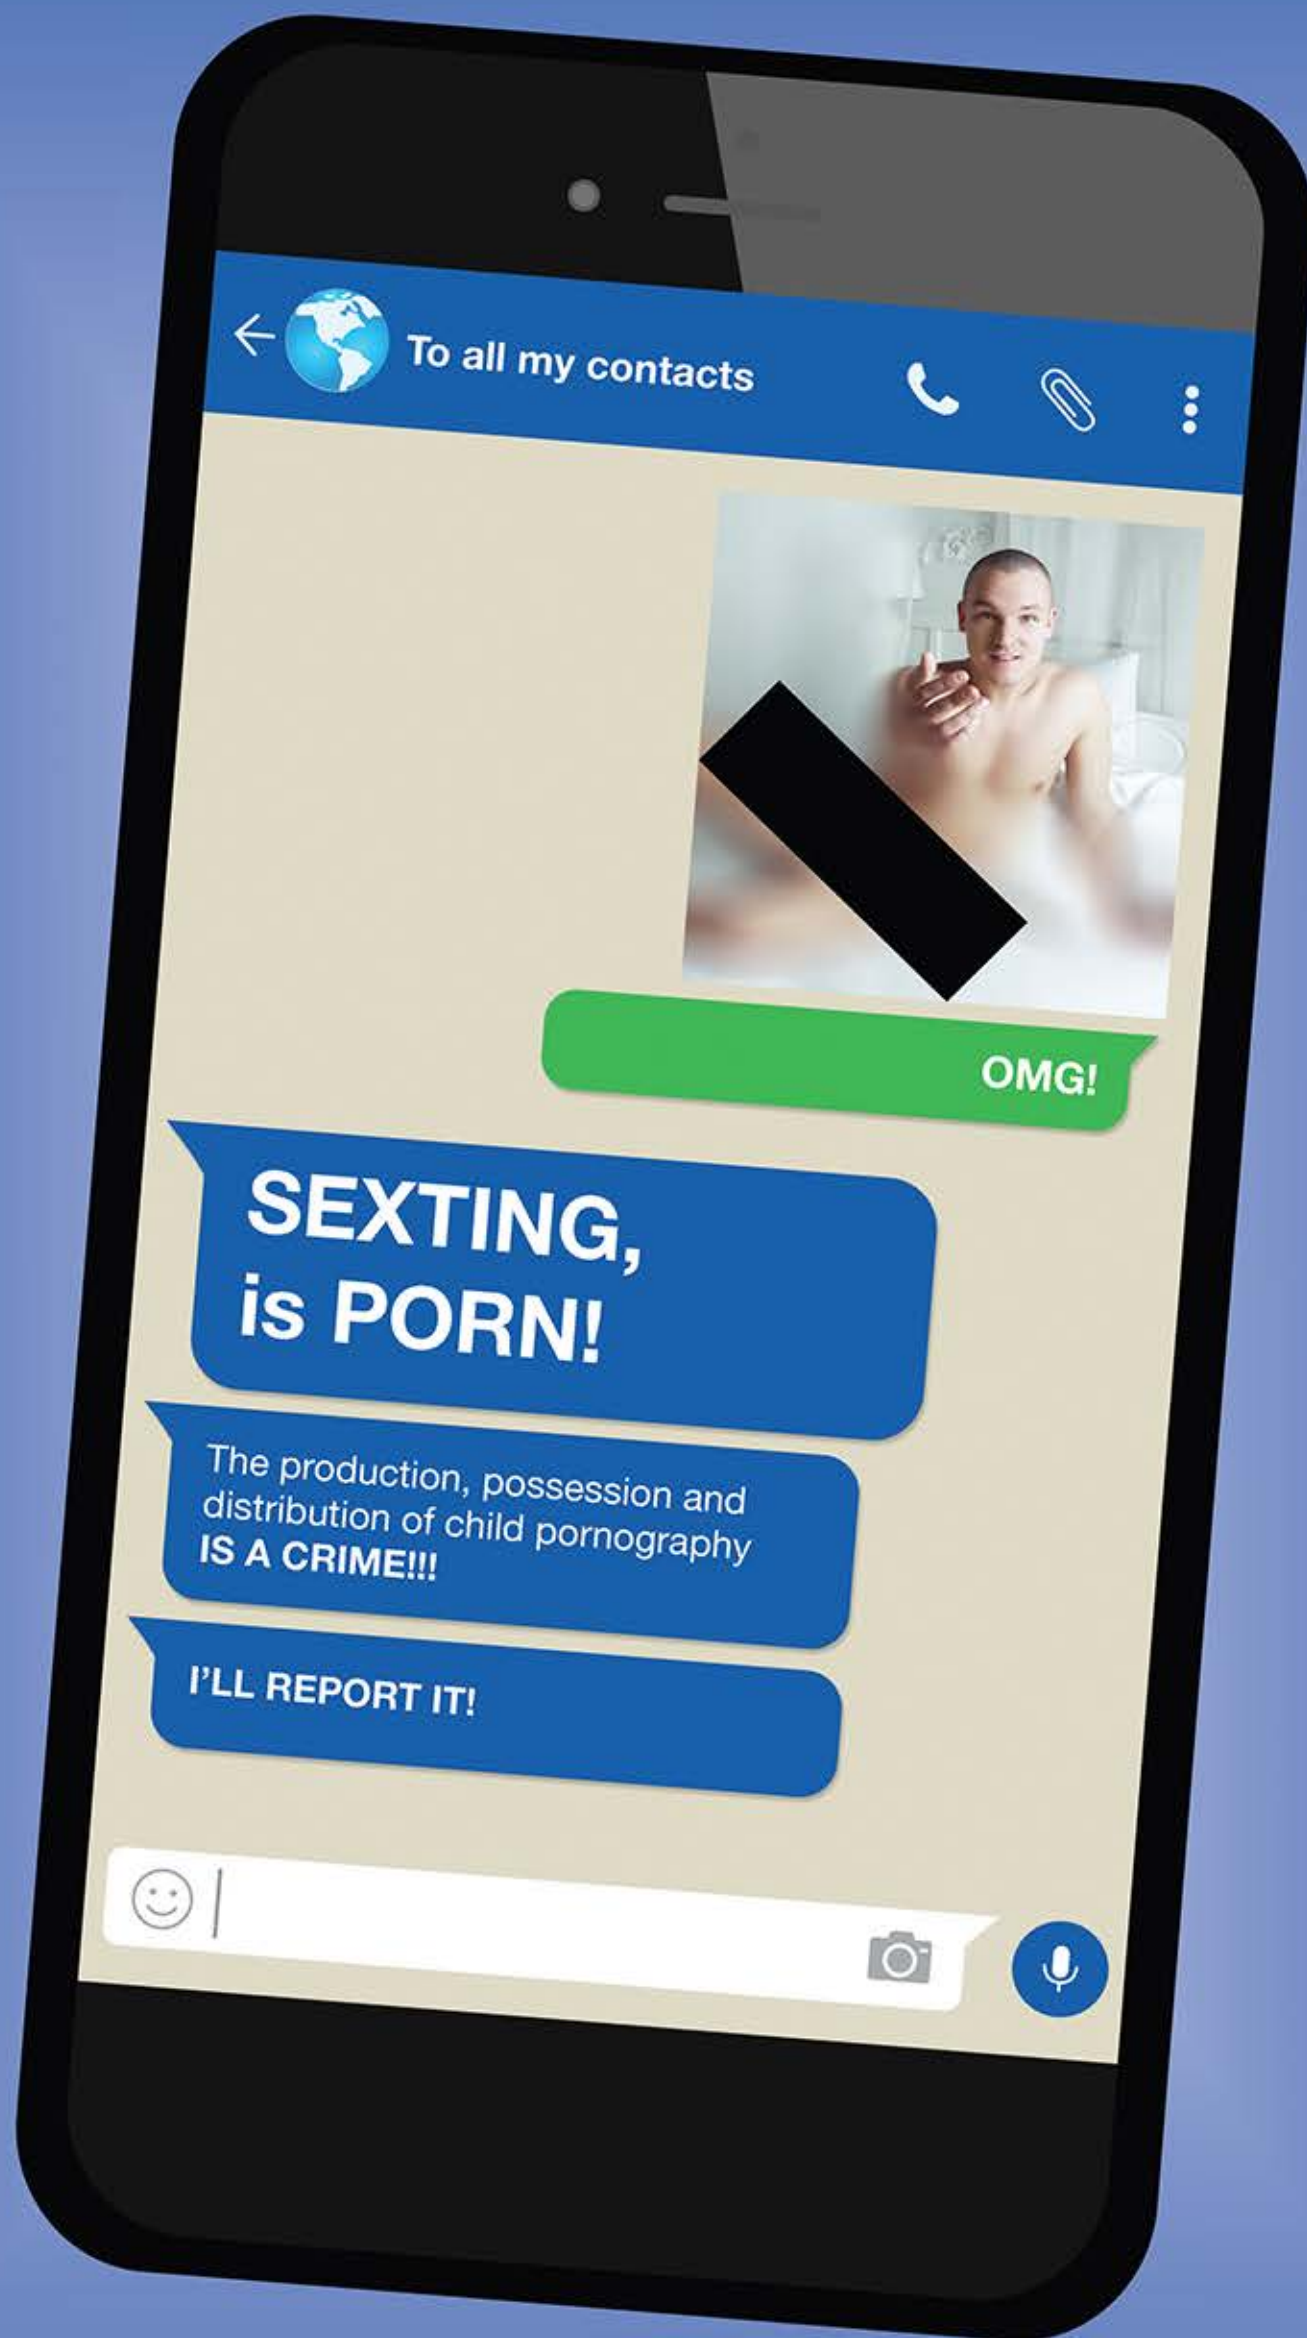 To all my contacts
OMG!
SEXTING,
is PORN!
The production, possession and
distribution of child pornography
IS A CRIME!!!
I'LL REPORT IT!